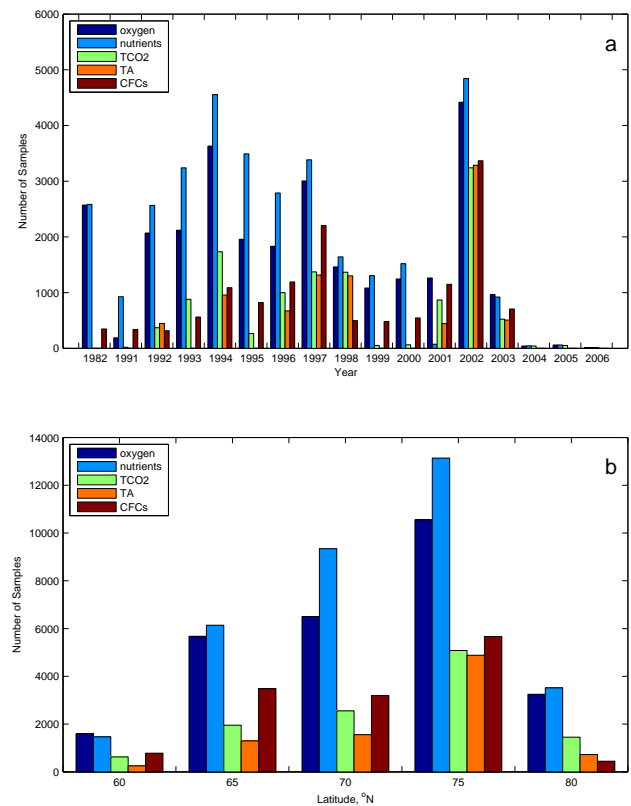 6000
5000
4000
3000
2000
1000
0
Number of Samples
oxygen
nutrients
TCO2
TA
CFCs
a
1982 1991 1992 1993 1994 1995 1996 1997 1998 1999 2000 2001 2002 2003 2004 2005 2006
Year
14000
12000
10000
8000
6000
4000
2000
0
Number of Samples
oxygen
nutrients
TCO2
TA
CFCs
b
60 65 70 75 80
Latitude, °N